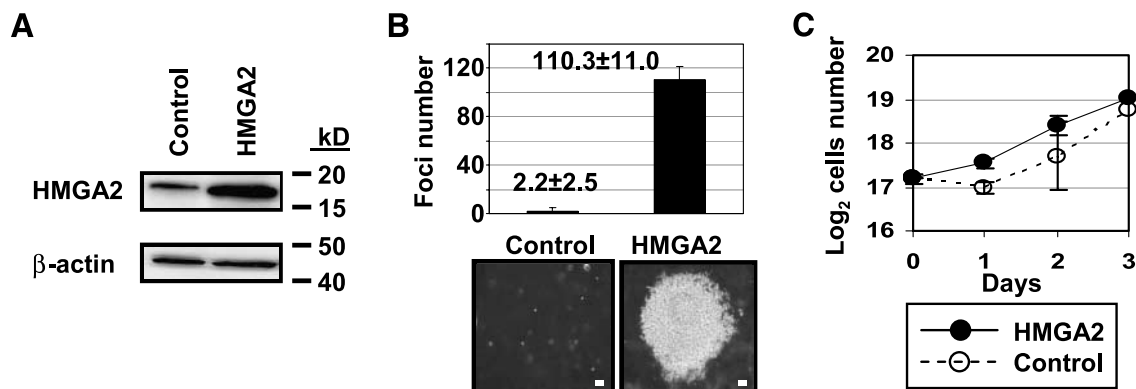 A
Control
HMGA2
kD
HMGA2
20
15
β-actin
50
40
B
Foci number
120
80
40
0
110.3±11.0
2.2±2.5
Control HMGA2
C
Log2 cells number
20
19
18
17
16
0 1 2 3
Days
HMGA2
Control